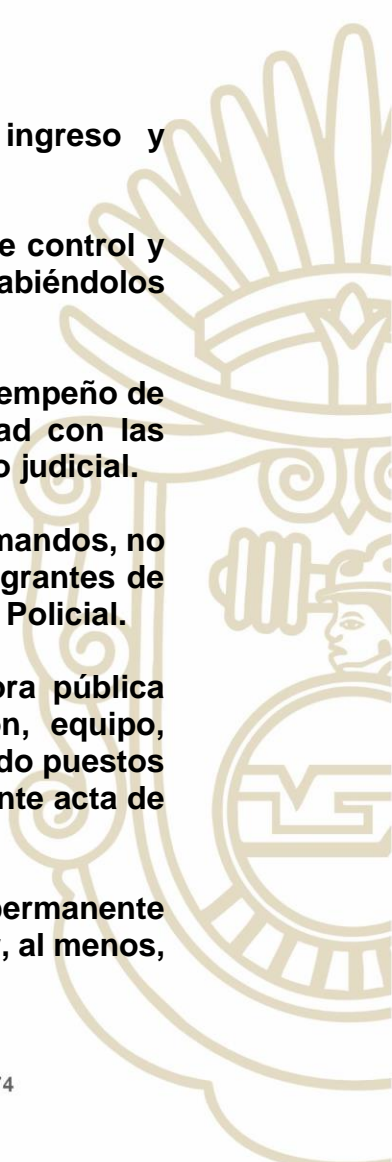 ingreso y
e control y
abiéndolos
empeño de
ad con las
o judicial.
mandos, no
grantes de
Policial.
ora pública
n, equipo,
do puestos
nte acta de
permanente
, al menos,
74